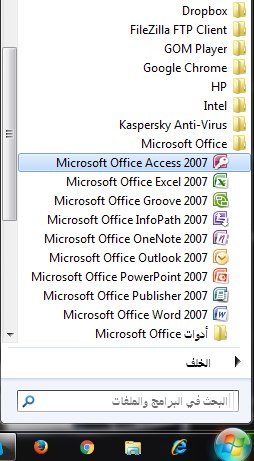 Dropbox
FileZilla FTP Client
GOM Player
Google Chrome
HP
Intel
Kaspersky Anti-Virus
Microsoft Office
Microsoft Office Access 2007
Microsoft Office Excel 2007
Microsoft Office Groove 2007
Microsoft Office InfoPath 2007
Microsoft Office OneNote 2007
Microsoft Office Outlook 2007
Microsoft Office PowerPoint 2007
Microsoft Office Publisher 2007
Microsoft Office Word 2007
أدوات Microsoft Office
الخلف
البحث في البرامج والملفات